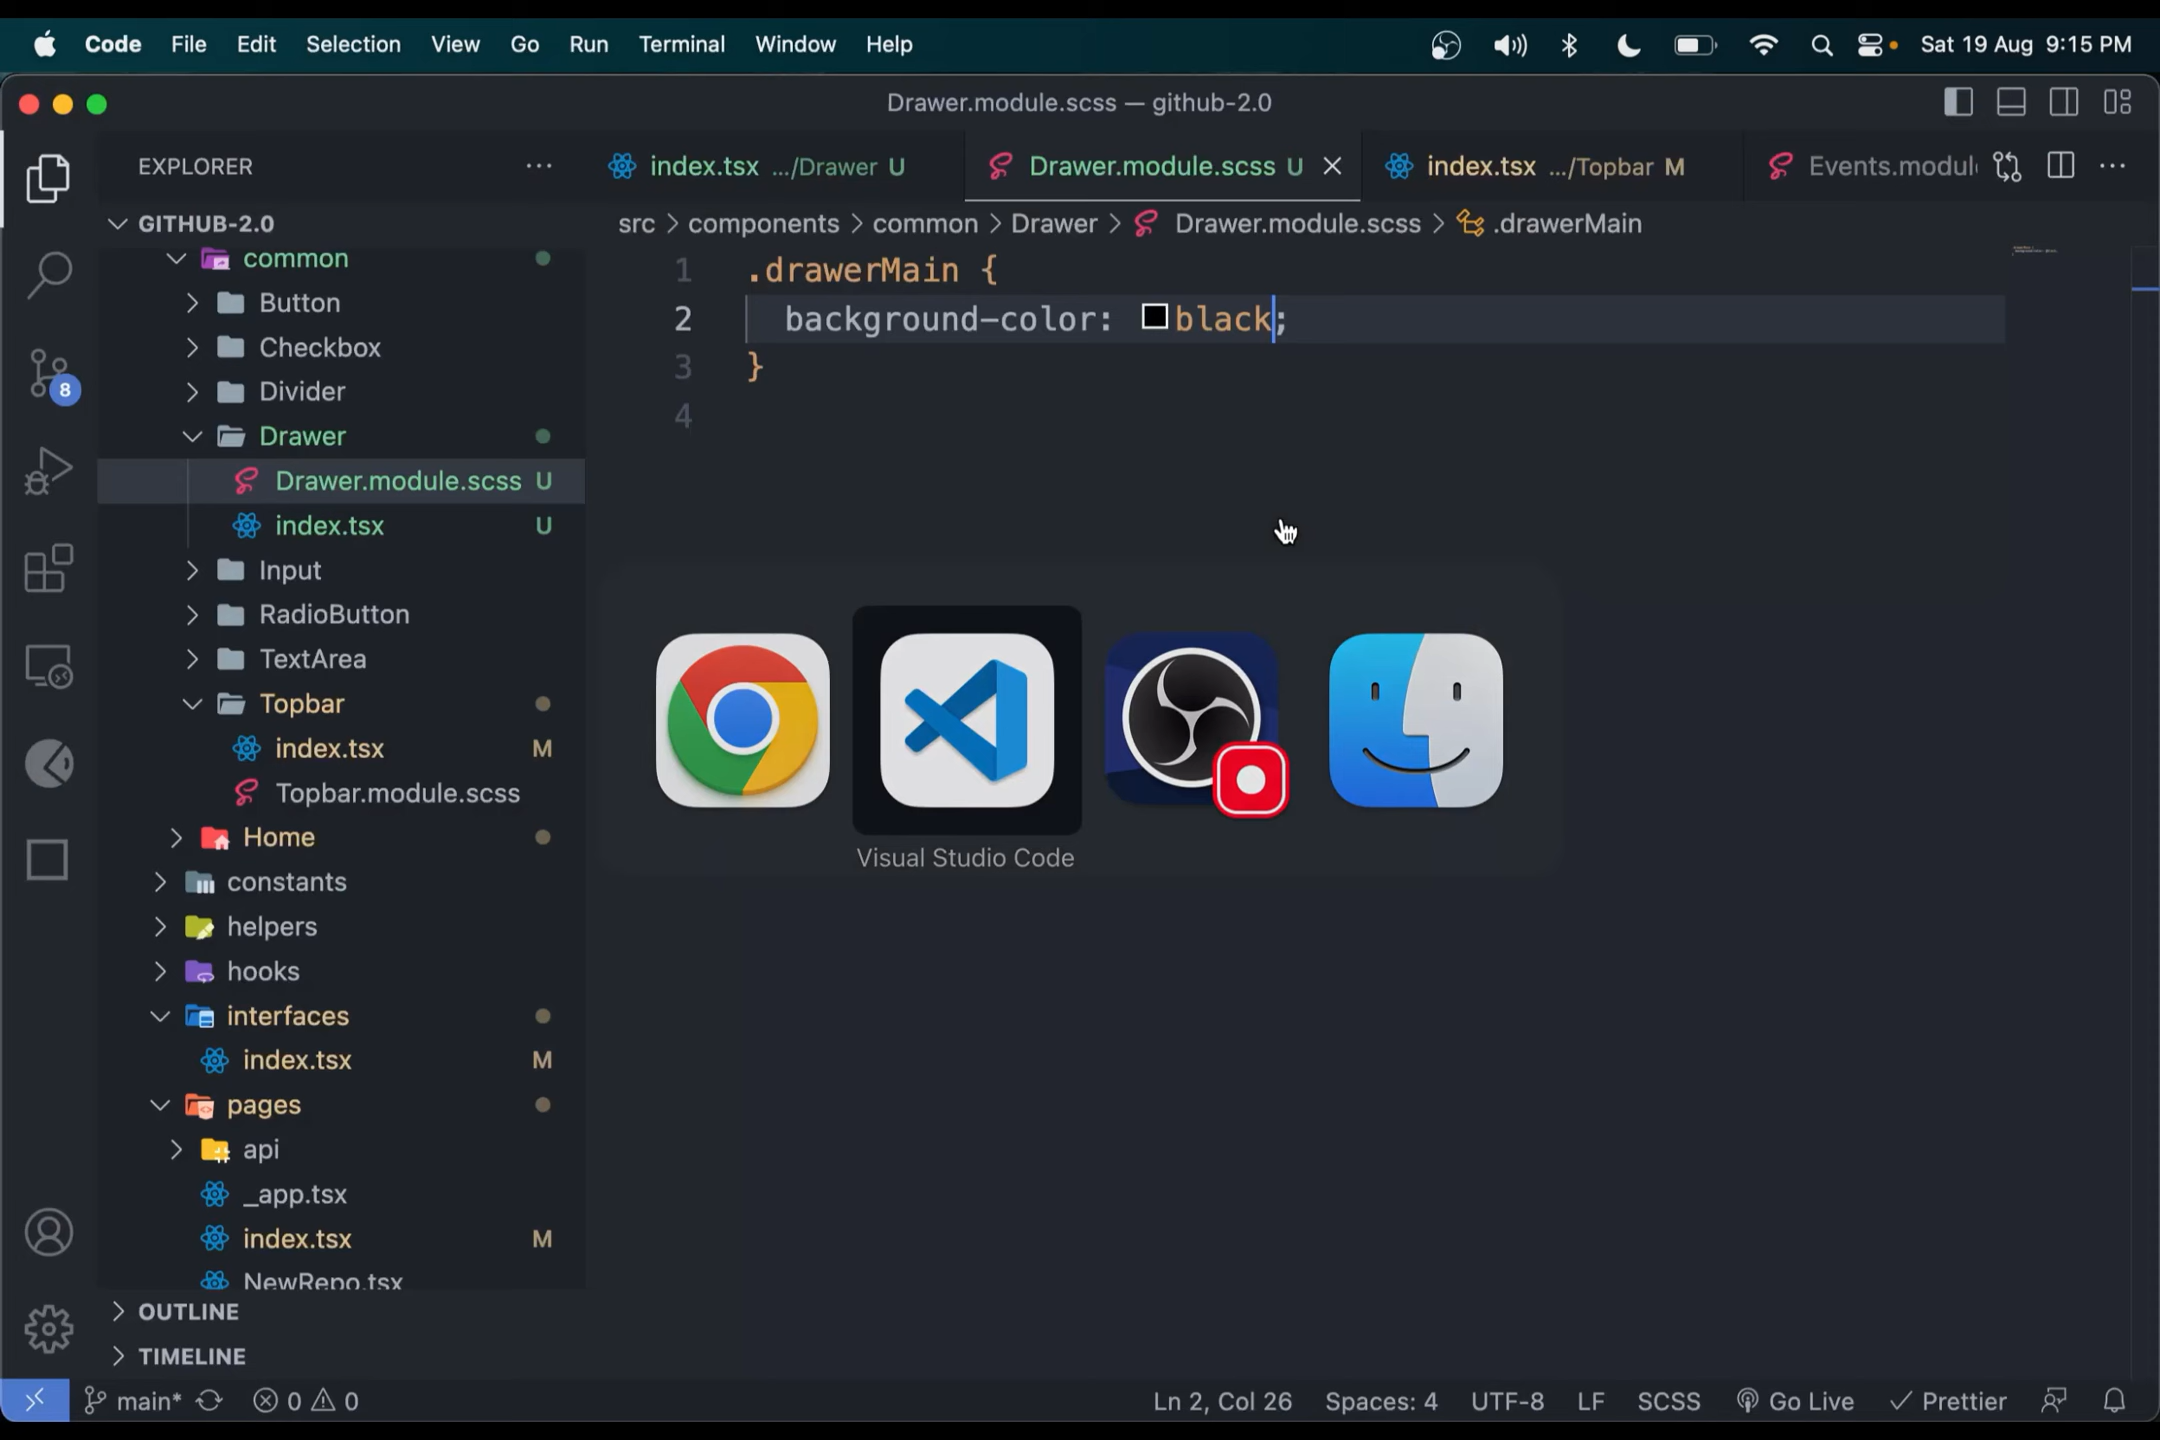 Code File Edit Selection View Go Run Terminal Window Help Sat 19 Aug 9:15 PM
Drawer.module.scss — github-2.0
EXPLORER ···
index.tsx .../Drawer U
Drawer.module.scss U
index.tsx .../Topbar M
Events.modul
GITHUB-2.0
src > components > common > Drawer > Drawer.module.scss > .drawerMain
common
Button
Checkbox
Divider
Drawer
Drawer.module.scss U
index.tsx U
Input
RadioButton
TextArea
Topbar
index.tsx M
Topbar.module.scss
Home
constants
helpers
hooks
interfaces
index.tsx M
pages
api
_app.tsx
index.tsx M
NewRepo.tsx
OUTLINE
TIMELINE
8
1 .drawerMain {
2 background-color: black;
3 }
4
Visual Studio Code
main* 0 0 Ln 2, Col 26 Spaces: 4 UTF-8 LF SCSS Go Live Prettier